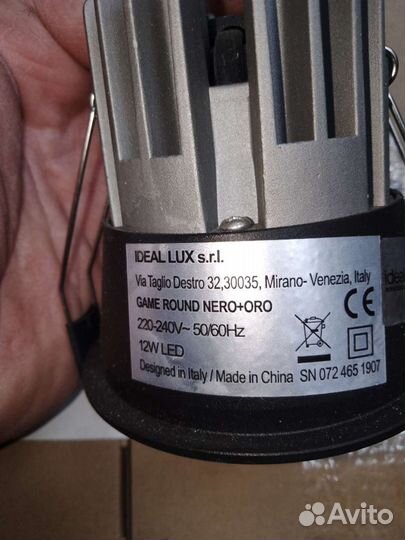 IDEAL LUX s.r.l.
Via Taglio Destro 32,30035, Mirano- Venezia, Italy
GAME ROUND NERO+ORO
220-240V~ 50/60Hz
12W LED
Designed in Italy / Made in China SN 072 465 1907
CE
ideal
Avito